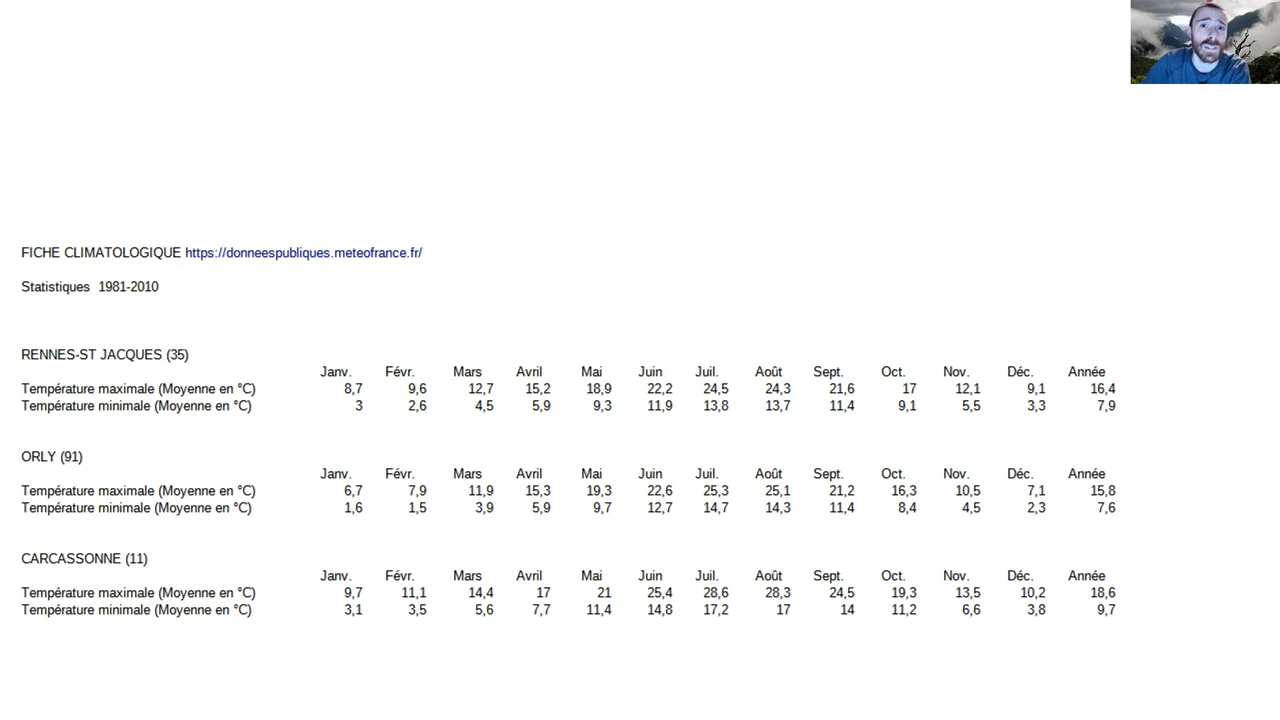 FICHE CLIMATOLOGIQUE https://donneespubliques.meteofrance.fr/
Statistiques 1981-2010
RENNES-ST JACQUES (35)
Janv. Févr. Mars Avril Mai Juin Juil. Août Sept. Oct. Nov. Déc. Année
Température maximale (Moyenne en °C) 8,7 9,6 12,7 15,2 18,9 22,2 24,5 24,3 21,6 17 12,1 9,1 16,4
Température minimale (Moyenne en °C) 3 2,6 4,5 5,9 9,3 11,9 13,8 13,7 11,4 9,1 5,5 3,3 7,9
ORLY (91)
Janv. Févr. Mars Avril Mai Juin Juil. Août Sept. Oct. Nov. Déc. Année
Température maximale (Moyenne en °C) 6,7 7,9 11,9 15,3 19,3 22,6 25,3 25,1 21,2 16,3 10,5 7,1 15,8
Température minimale (Moyenne en °C) 1,6 1,5 3,9 5,9 9,7 12,7 14,7 14,3 11,4 8,4 4,5 2,3 7,6
CARCASSONNE (11)
Janv. Févr. Mars Avril Mai Juin Juil. Août Sept. Oct. Nov. Déc. Année
Température maximale (Moyenne en °C) 9,7 11,1 14,4 17 21 25,4 28,6 28,3 24,5 19,3 13,5 10,2 18,6
Température minimale (Moyenne en °C) 3,1 3,5 5,6 7,7 11,4 14,8 17,2 17 14 11,2 6,6 3,8 9,7